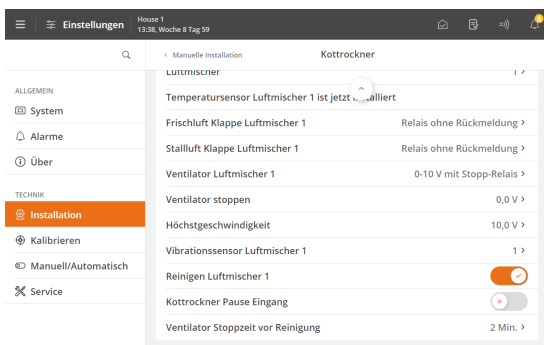 Einstellungen
House 1
13:38, Woche 8 Tag 59
‹ Manuelle Installation
Kottrockner
ALLGEMEIN
System
Alarme
Über
TECHNIK
Installation
Kalibrieren
Manuell/Automatisch
Service
Luftmischer 1 ›
Temperatursensor Luftmischer 1 ist jetzt installiert
Frischluft Klappe Luftmischer 1 Relais ohne Rückmeldung ›
Stallluft Klappe Luftmischer 1 Relais ohne Rückmeldung ›
Ventilator Luftmischer 1 0-10 V mit Stopp-Relais ›
Ventilator stoppen 0,0 V ›
Höchstgeschwindigkeit 10,0 V ›
Vibrationssensor Luftmischer 1 1 ›
Reinigen Luftmischer 1
Kottrockner Pause Eingang
Ventilator Stoppzeit vor Reinigung 2 Min. ›